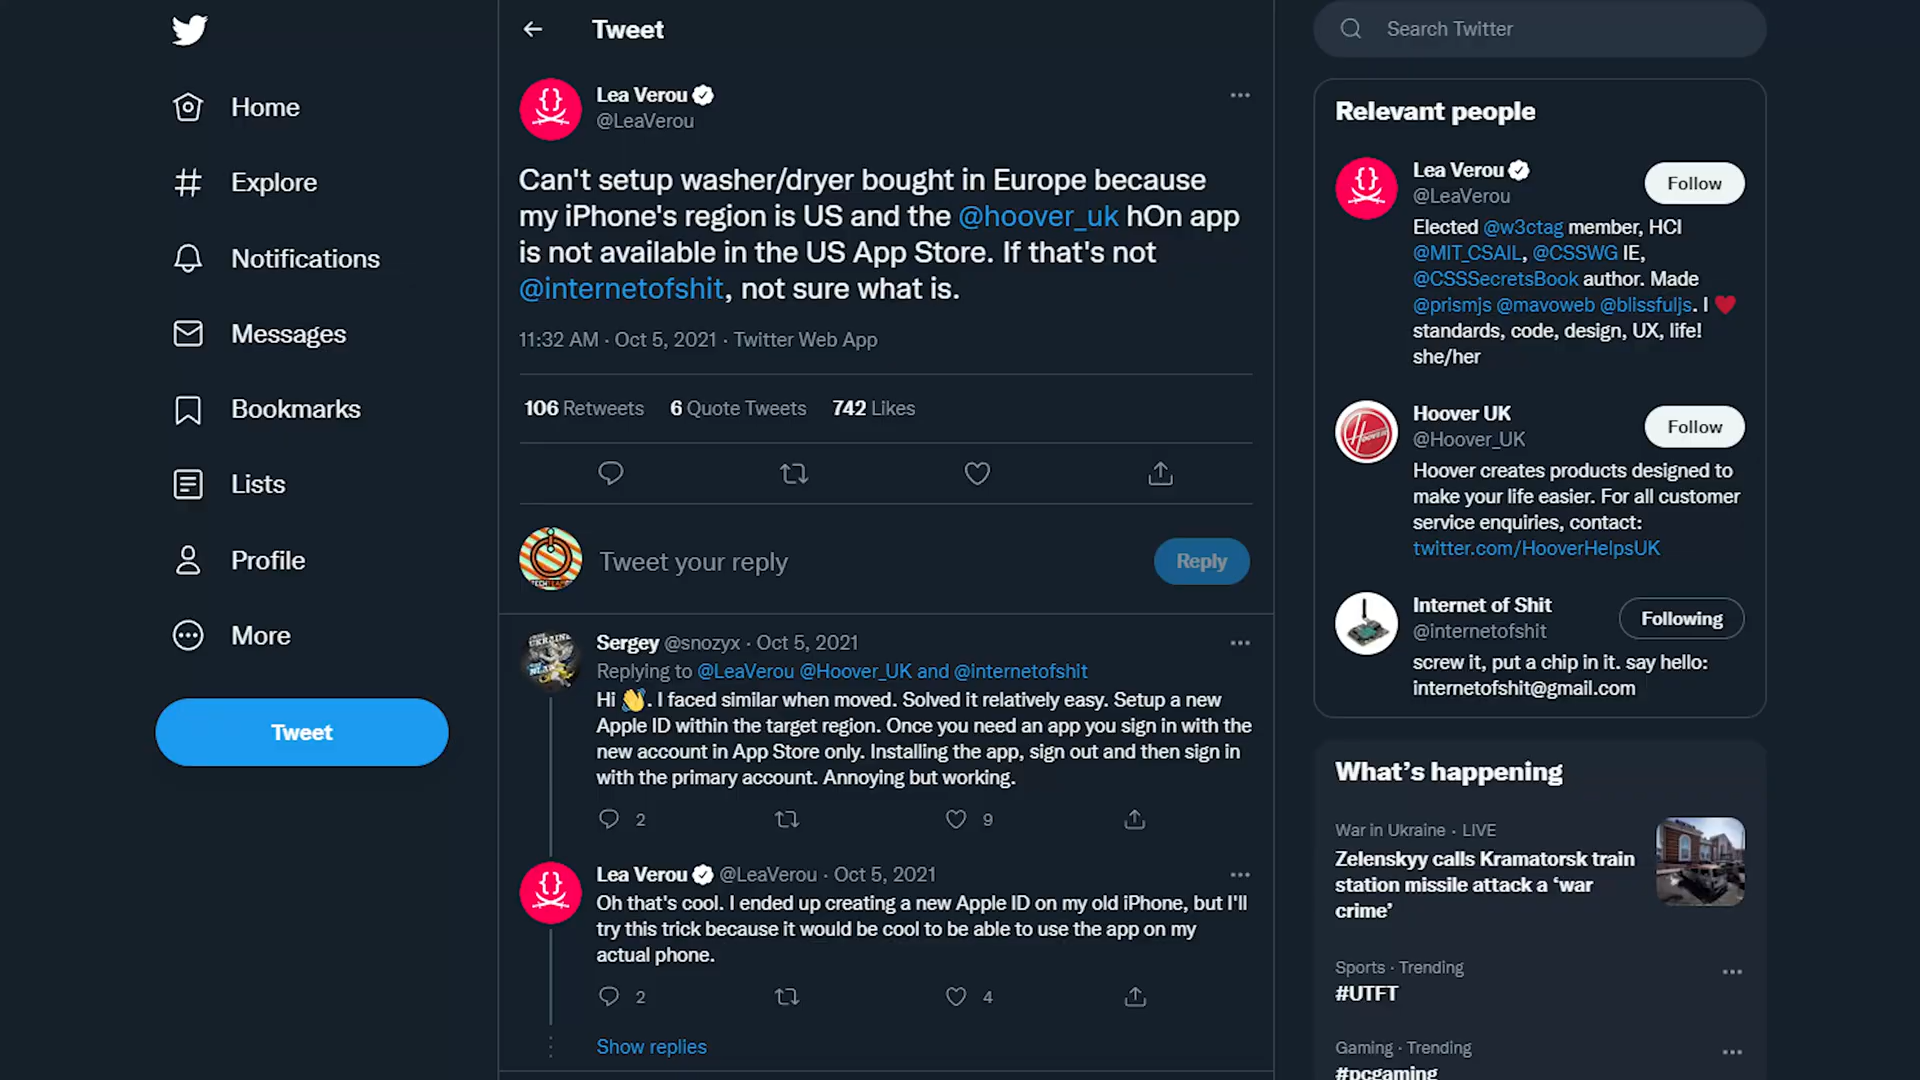 Home
Explore
Notifications
Messages
Bookmarks
Lists
Profile
More
Tweet
Tweet
Lea Verou
@LeaVerou
Can't setup washer/dryer bought in Europe because
my iPhone's region is US and the @hoover_uk hOn app
is not available in the US App Store. If that's not
@internetofshit, not sure what is.
11:32 AM · Oct 5, 2021 · Twitter Web App
106 Retweets 6 Quote Tweets 742 Likes
Tweet your reply
Reply
Sergey @snozyx · Oct 5, 2021
Replying to @LeaVerou @Hoover_UK and @internetofshit
Hi 👋. I faced similar when moved. Solved it relatively easy. Setup a new
Apple ID within the target region. Once you need an app you sign in with the
new account in App Store only. Installing the app, sign out and then sign in
with the primary account. Annoying but working.
2 9
Lea Verou @LeaVerou · Oct 5, 2021
Oh that's cool. I ended up creating a new Apple ID on my old iPhone, but I'll
try this trick because it would be cool to be able to use the app on my
actual phone.
2 4
Show replies
Search Twitter
Relevant people
Lea Verou
@LeaVerou
Follow
Elected @w3ctag member, HCI
@MIT_CSAIL, @CSSWG IE,
@CSSSecretsBook author. Made
@prismjs @mavoweb @blissfuljs. I ❤️
standards, code, design, UX, life!
she/her
Hoover UK
@Hoover_UK
Follow
Hoover creates products designed to
make your life easier. For all customer
service enquiries, contact:
twitter.com/HooverHelpsUK
Internet of Shit
@internetofshit
Following
screw it, put a chip in it. say hello:
internetofshit@gmail.com
What's happening
War in Ukraine · LIVE
Zelenskyy calls Kramatorsk train
station missile attack a ‘war
crime’
Sports · Trending
#UTFT
Gaming · Trending
#pcgaming